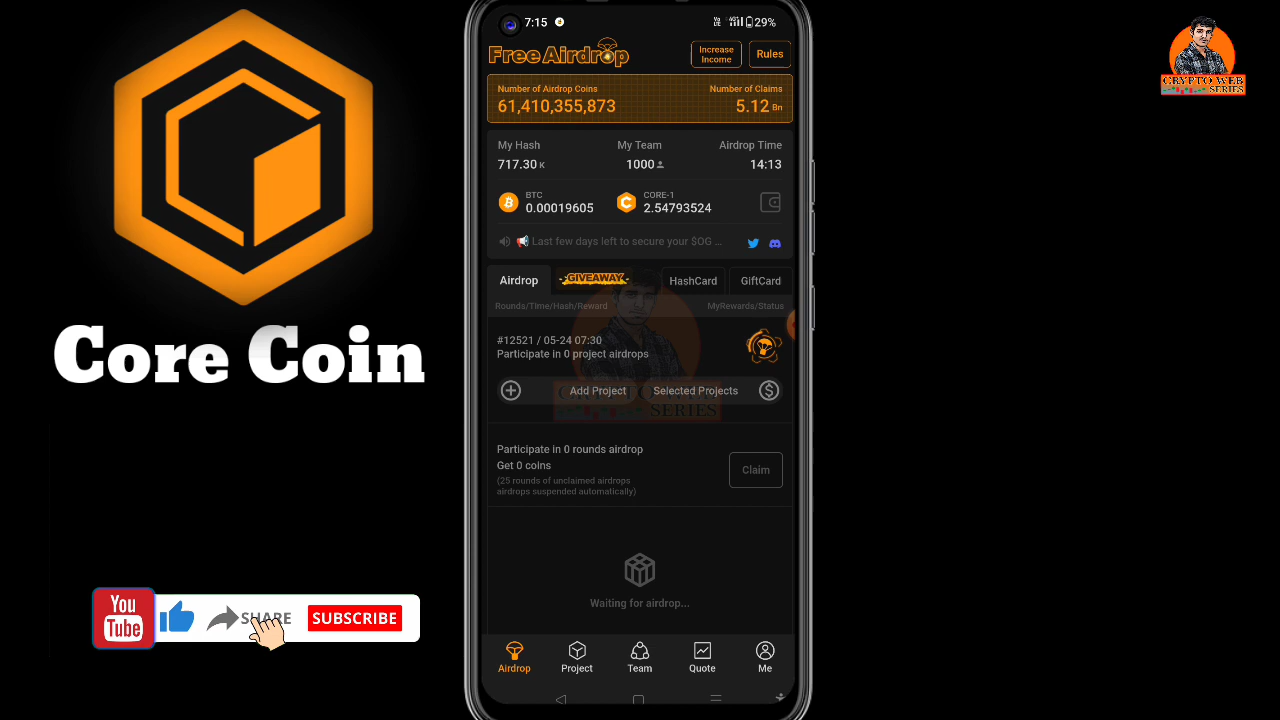 7:15
29%
Free Airdrop
Increase Income
Rules
Number of Airdrop Coins
Number of Claims
61,410,355,873
5.12 Bn
My Hash
My Team
Airdrop Time
717.30 K
1000
14:13
BTC
0.00019605
CORE-1
2.54793524
Last few days left to secure your $OG ...
Airdrop
GIVEAWAY
HashCard
GiftCard
Rounds/Time/Hash/Reward
MyRewards/Status
#12521 / 05-24 07:30
Participate in 0 project airdrops
Add Project
Selected Projects
Participate in 0 rounds airdrop
Get 0 coins
(25 rounds of unclaimed airdrops
airdrops suspended automatically)
Claim
Waiting for airdrop...
Airdrop
Project
Team
Quote
Me
Core Coin
You
Tube
SHARE
SUBSCRIBE
CRYPTO WEB
SERIES